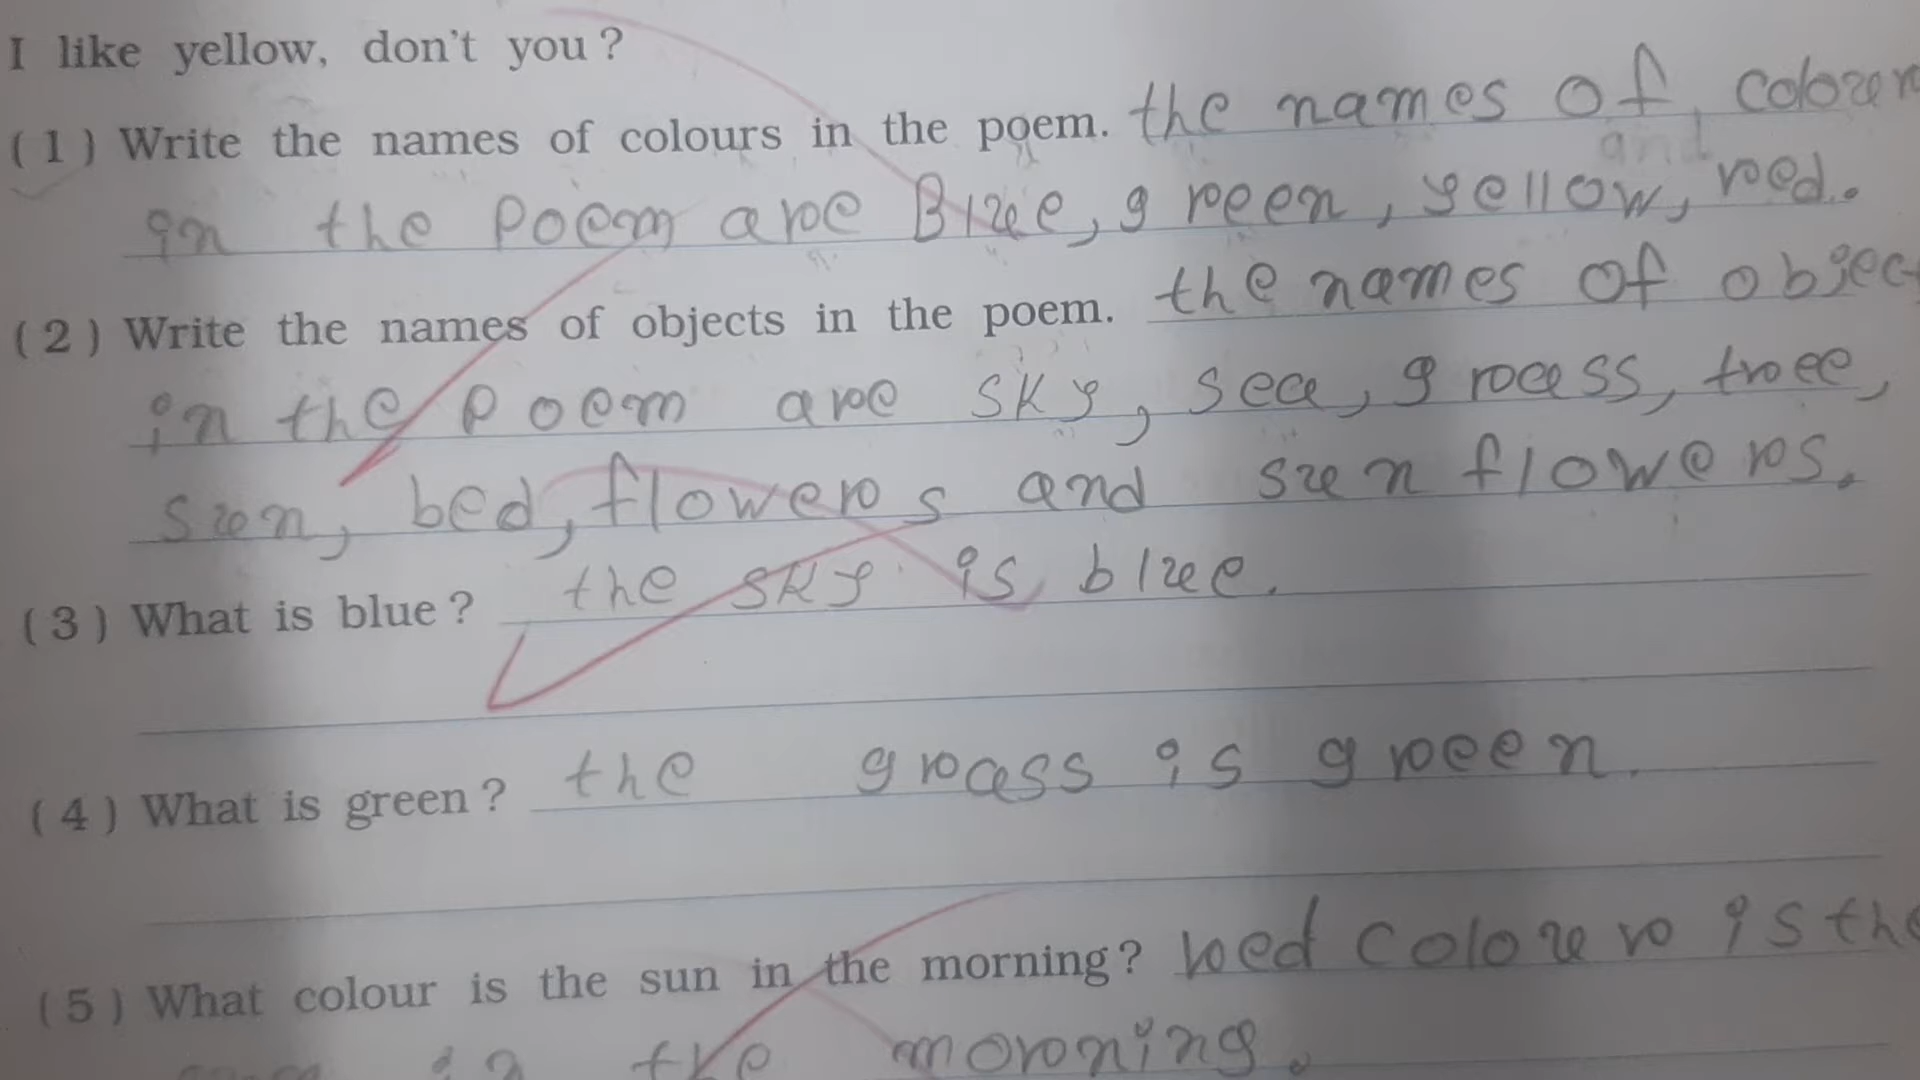 I like yellow, don't you?
(1) Write the names of colours in the poem. the names of colour
and
in the poem are Blue, green, yellow, red.
(2) Write the names of objects in the poem. the names of objec
in the poem are sky, sea, grass, tree,
sun, bed, flowers and sun flowers.
(3) What is blue? the sky is blue.
(4) What is green? the grass is green.
(5) What colour is the sun in the morning? red colour is the
in the morning.